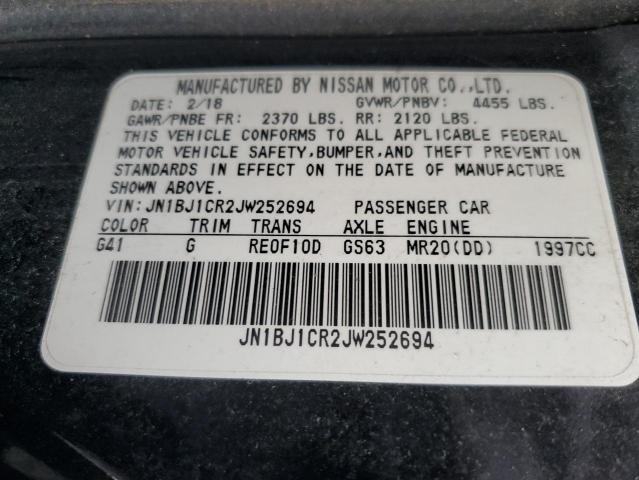 MANUFACTURED BY NISSAN MOTOR CO.,LTD.
DATE: 2/18 GVWR/PNBV: 4455 LBS.
GAWR/PNBE FR: 2370 LBS. RR: 2120 LBS.
THIS VEHICLE CONFORMS TO ALL APPLICABLE FEDERAL
MOTOR VEHICLE SAFETY,BUMPER,AND THEFT PREVENTION
STANDARDS IN EFFECT ON THE DATE OF MANUFACTURE
SHOWN ABOVE.
VIN:JN1BJ1CR2JW252694 PASSENGER CAR
COLOR TRIM TRANS AXLE ENGINE
G41 G RE0F10D GS63 MR20(DD) 1997CC
JN1BJ1CR2JW252694